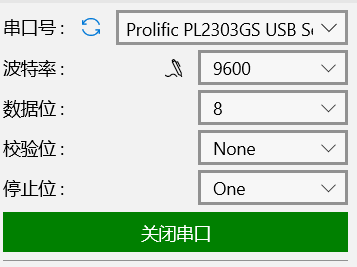 串口号: Prolific PL2303GS USB Se
波特率: 9600
数据位: 8
校验位: None
停止位: One
关闭串口